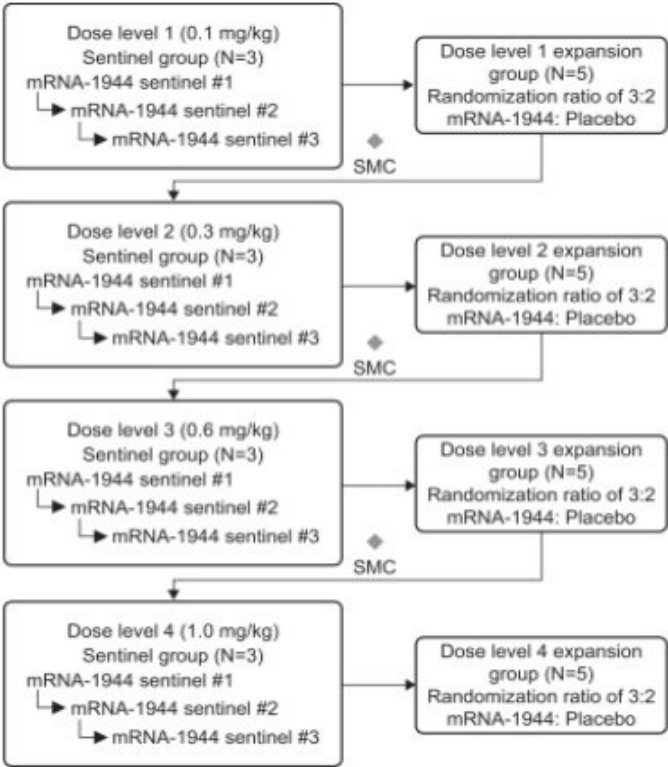 Dose level 1 (0.1 mg/kg)
Sentinel group (N=3)
mRNA-1944 sentinel #1
mRNA-1944 sentinel #2
mRNA-1944 sentinel #3
Dose level 1 expansion
group (N=5)
Randomization ratio of 3:2
mRNA-1944: Placebo
SMC
Dose level 2 (0.3 mg/kg)
Sentinel group (N=3)
mRNA-1944 sentinel #1
mRNA-1944 sentinel #2
mRNA-1944 sentinel #3
Dose level 2 expansion
group (N=5)
Randomization ratio of 3:2
mRNA-1944: Placebo
SMC
Dose level 3 (0.6 mg/kg)
Sentinel group (N=3)
mRNA-1944 sentinel #1
mRNA-1944 sentinel #2
mRNA-1944 sentinel #3
Dose level 3 expansion
group (N=5)
Randomization ratio of 3:2
mRNA-1944: Placebo
SMC
Dose level 4 (1.0 mg/kg)
Sentinel group (N=3)
mRNA-1944 sentinel #1
mRNA-1944 sentinel #2
mRNA-1944 sentinel #3
Dose level 4 expansion
group (N=5)
Randomization ratio of 3:2
mRNA-1944: Placebo